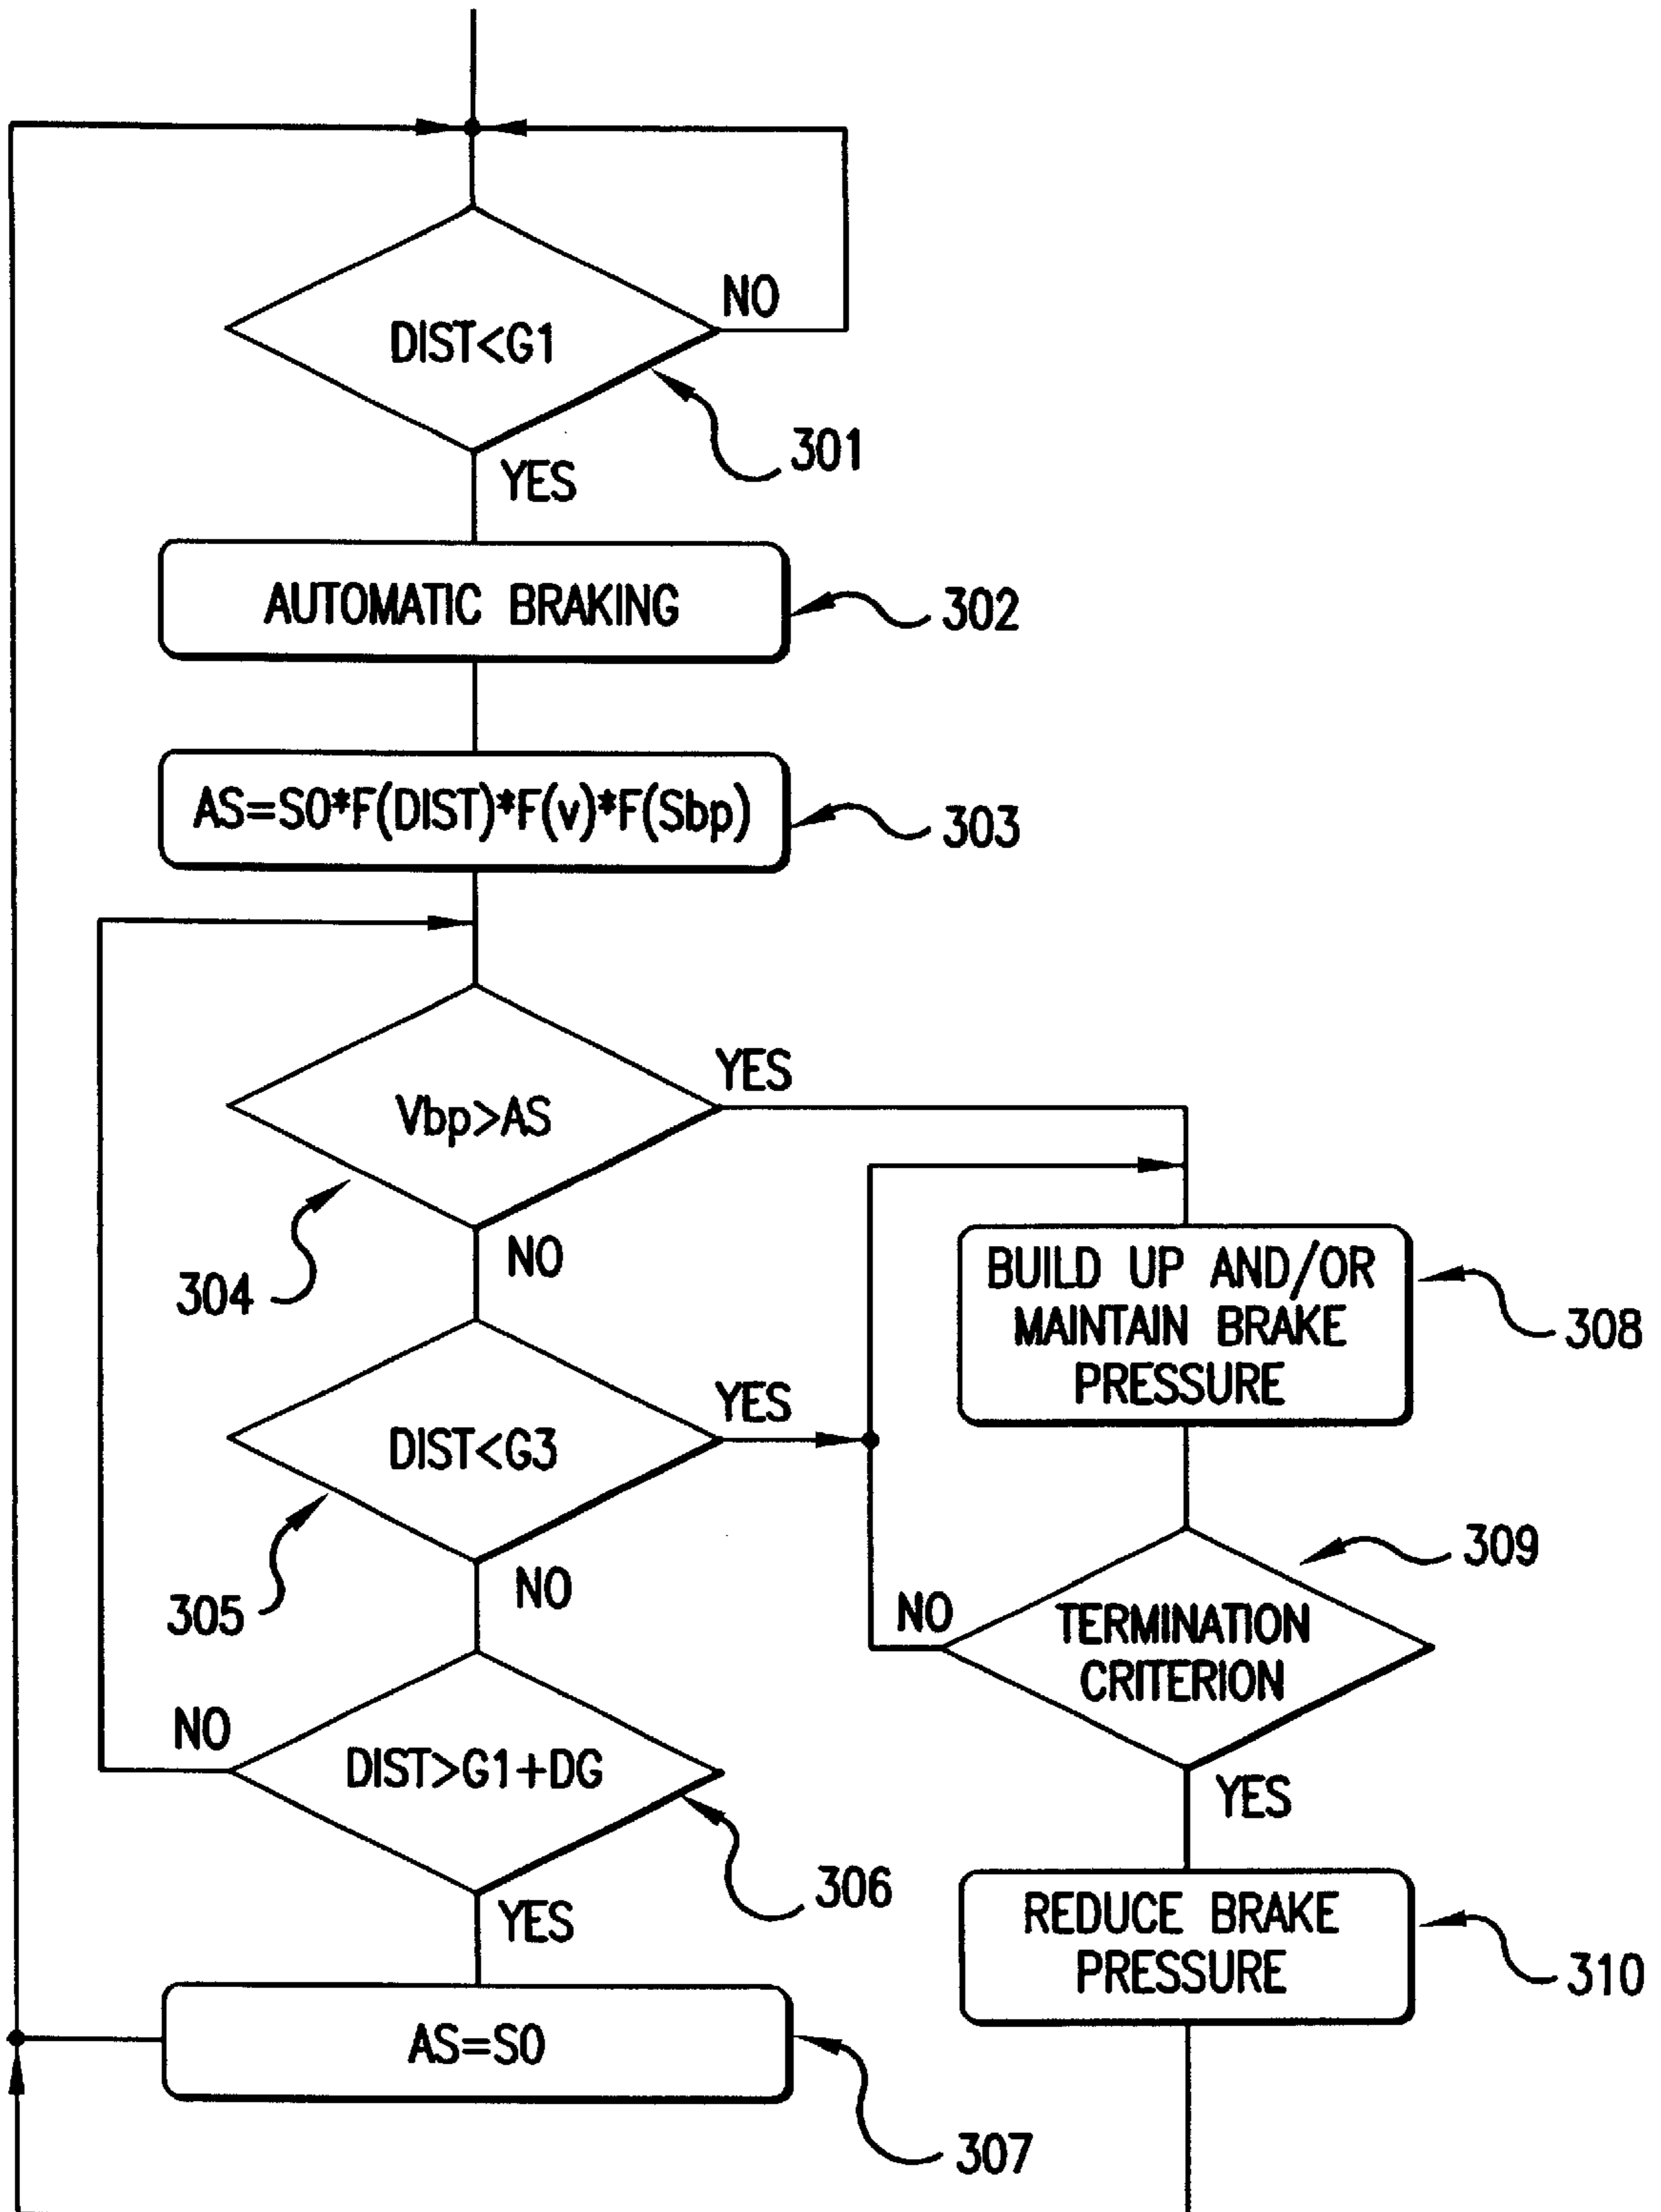 NO
DIST<G1
301
YES
AUTOMATIC BRAKING
302
AS=S0*F(DIST)*F(v)*F(Sbp)
303
YES
Vbp>AS
304
NO
BUILD UP AND/OR
MAINTAIN BRAKE
PRESSURE
308
YES
DIST<G3
305
NO
309
NO
TERMINATION
CRITERION
NO
DIST>G1+DG
YES
306
YES
REDUCE BRAKE
PRESSURE
310
AS=S0
307